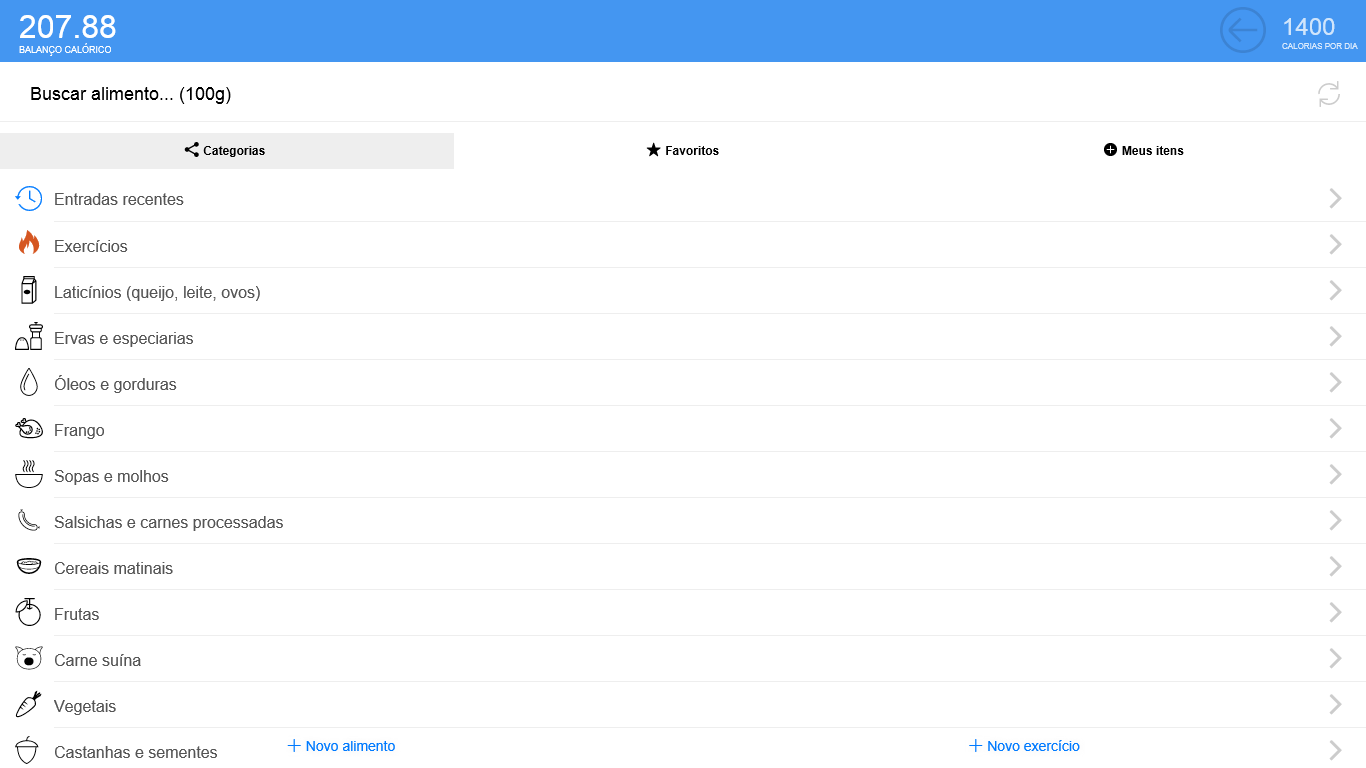 207.88
BALANÇO CALÓRICO
1400
CALORIAS POR DIA
Buscar alimento... (100g)
Categorias
Favoritos
Meus itens
Entradas recentes
Exercícios
Laticínios (queijo, leite, ovos)
Ervas e especiarias
Óleos e gorduras
Frango
Sopas e molhos
Salsichas e carnes processadas
Cereais matinais
Frutas
Carne suína
Vegetais
Castanhas e sementes
Novo alimento
Novo exercício